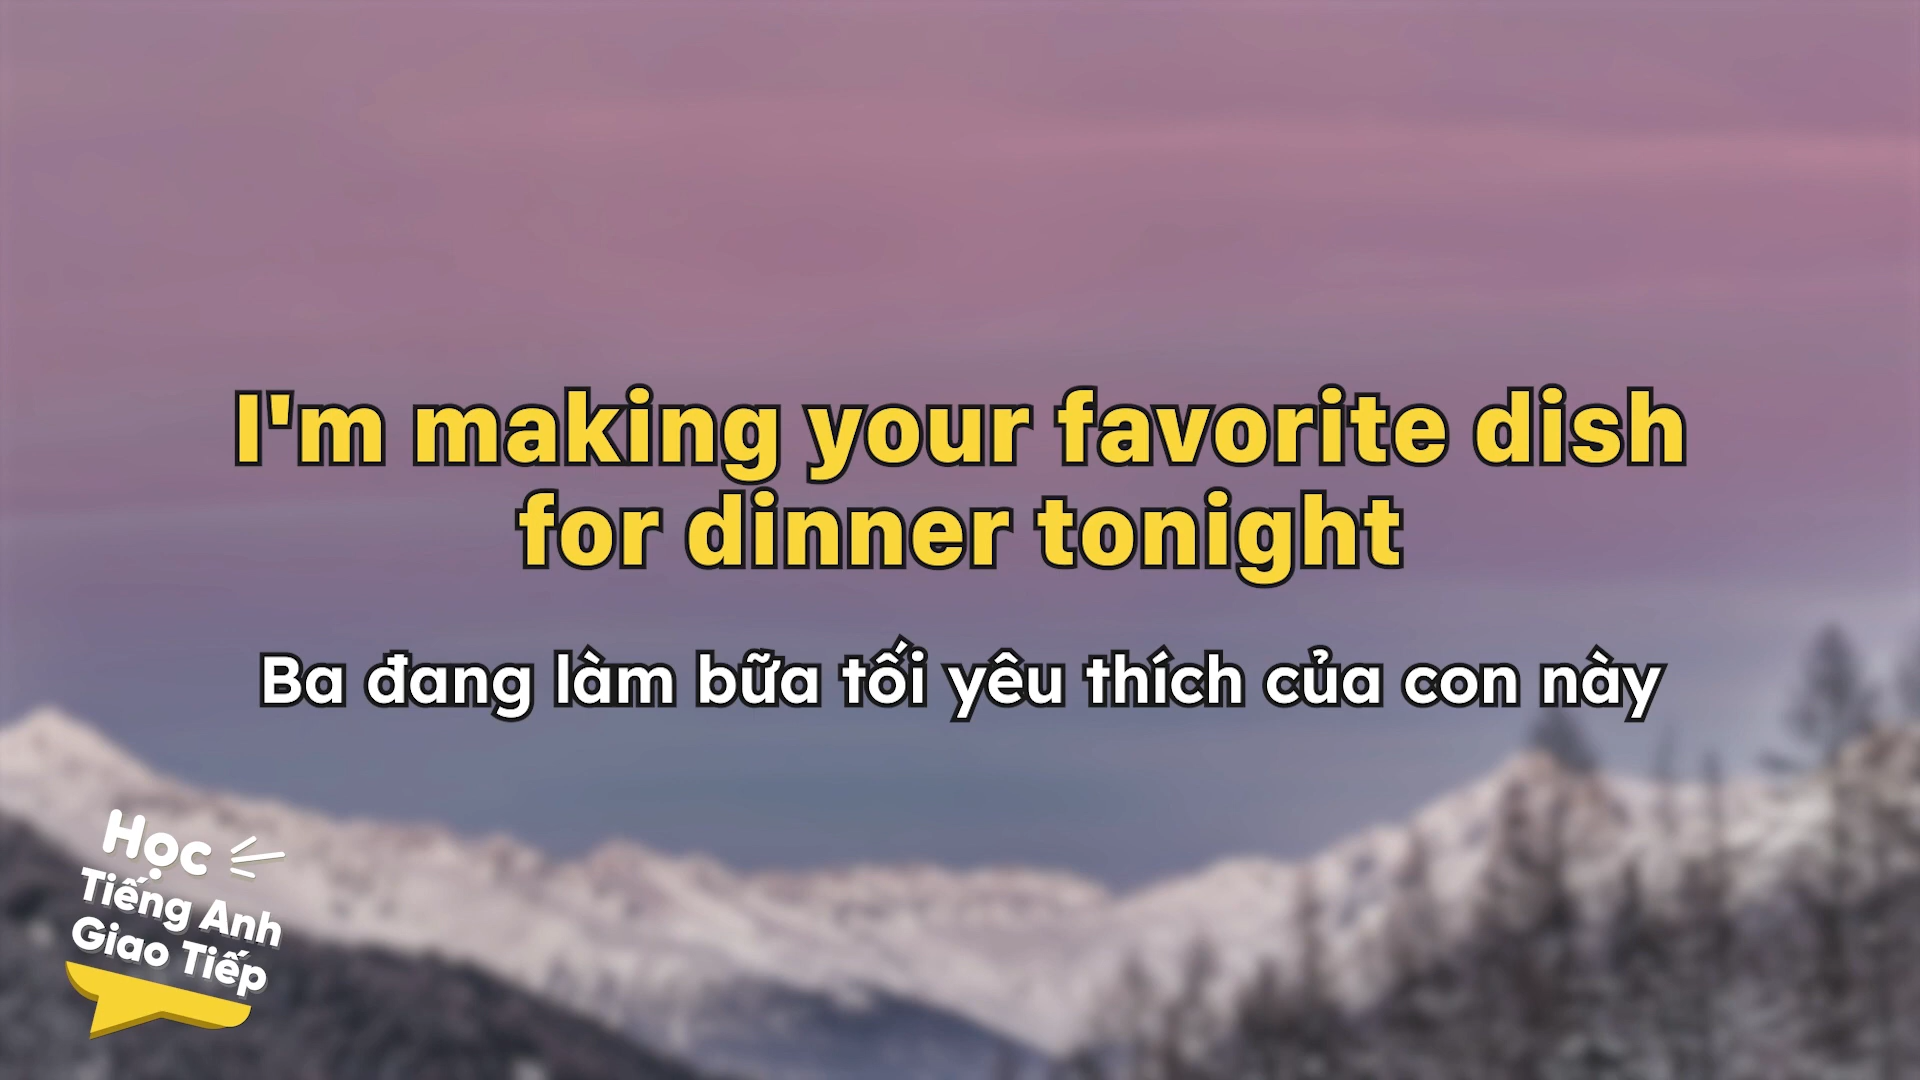 I'm making your favorite dish
for dinner tonight
Ba đang làm bữa tối yêu thích của con này
Học
Tiếng Anh
Giao Tiếp